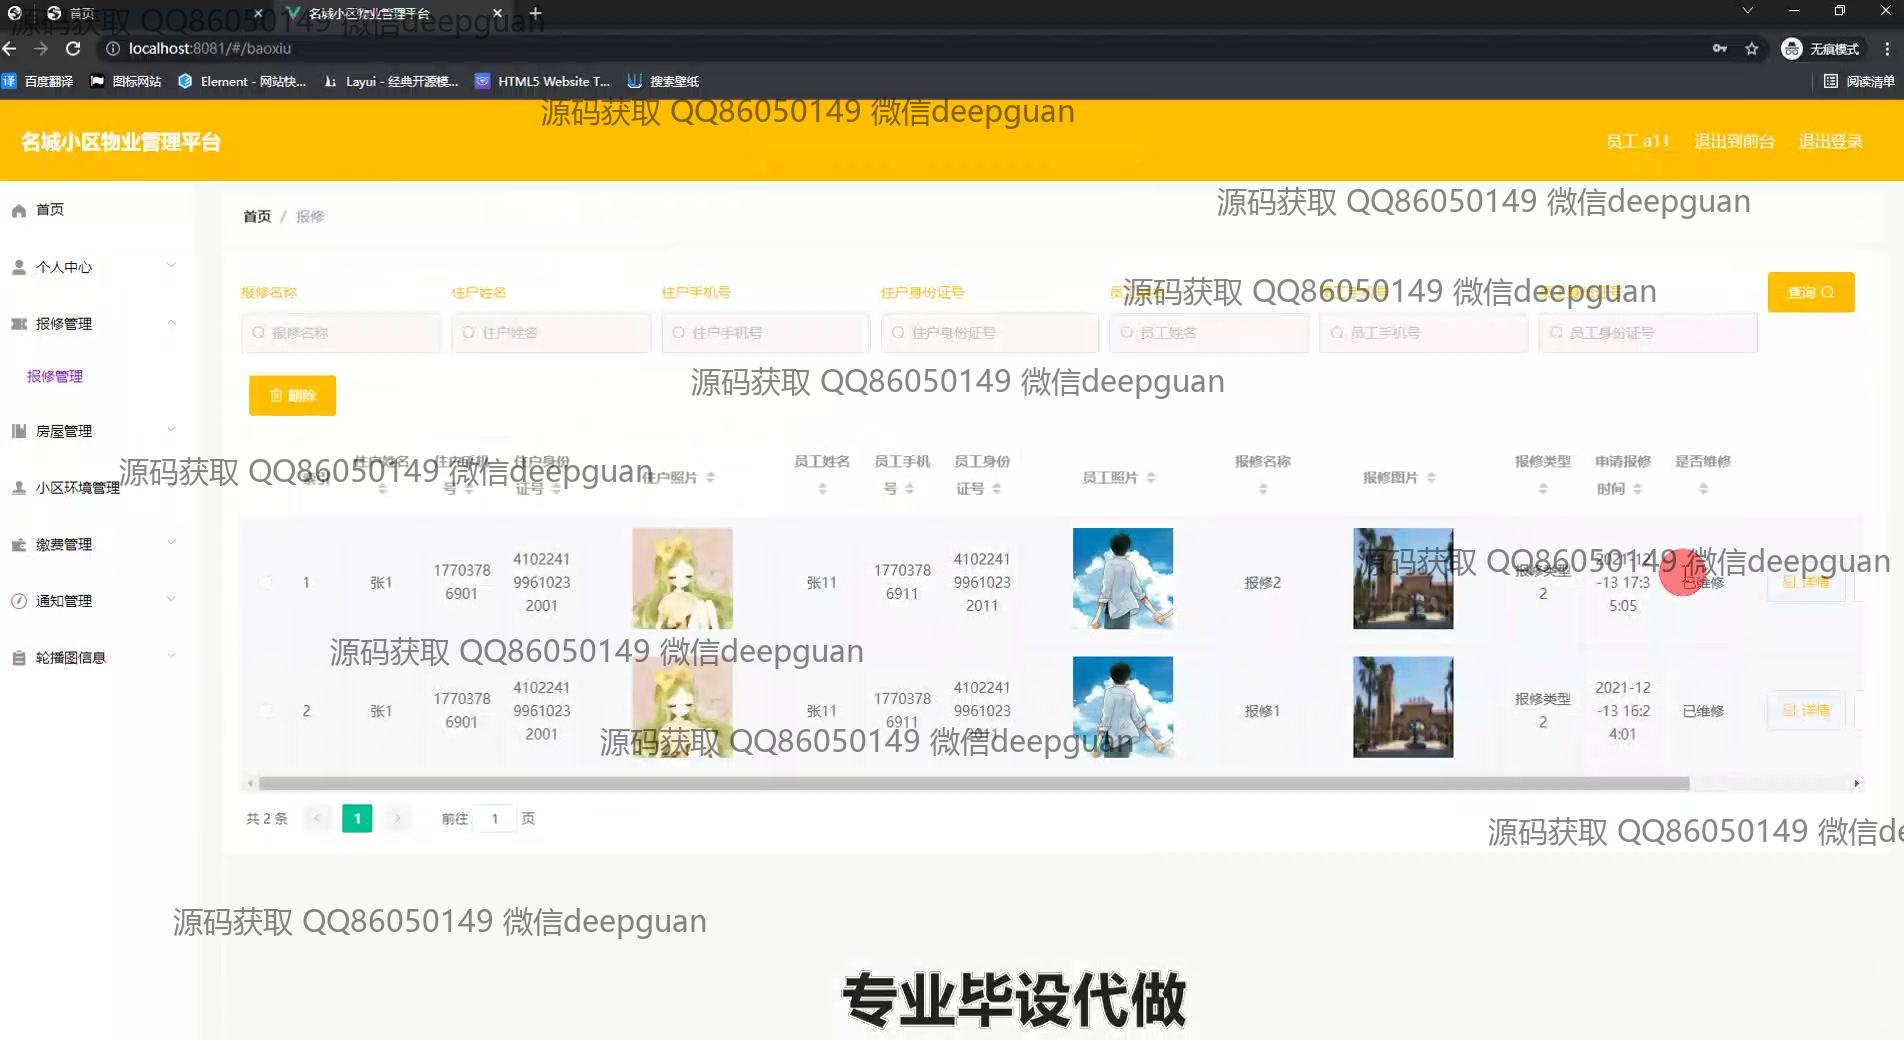 首页
名城小区物业管理平台
源码获取 QQ86050149 微信deepguan
localhost:8081/#/baoxiu
无痕模式
百度翻译 图标网站 Element - 网站快... Layui - 经典开源模... HTML5 Website T... 搜索壁纸 阅读清单
源码获取 QQ86050149 微信deepguan
名城小区物业管理平台
员工 a11 退出到前台 退出登录
源码获取 QQ86050149 微信deepguan
首页
首页 / 报修
个人中心
报修名称 住户姓名 住户手机号 住户身份证号
源码获取 QQ86050149 微信deepguan
查询
报修管理
报修名称 住户姓名 住户手机号 住户身份证号 员工姓名 员工手机号 员工身份证号
报修管理
源码获取 QQ86050149 微信deepguan
删除
房屋管理
小区环境管理
源码获取 QQ86050149 微信deepguan
索引 住户姓名 住户手机号 住户身份证号 住户照片 员工姓名 员工手机号 员工身份证号 员工照片 报修名称 报修图片 报修类型 申请报修时间 是否维修
缴费管理
源码获取 QQ86050149 微信deepguan
1 张1 17703786901 410224199610232001 张11 17703786911 410224199610232011 报修2 报修类型2 2021-12-13 17:35:05 已维修 详情
通知管理
源码获取 QQ86050149 微信deepguan
轮播图信息
2 张1 17703786901 410224199610232001 张11 17703786911 410224199610232011 报修1 报修类型2 2021-12-13 16:24:01 已维修 详情
源码获取 QQ86050149 微信deepguan
共 2 条 1 前往 1 页
源码获取 QQ86050149 微信de
源码获取 QQ86050149 微信deepguan
专业毕设代做